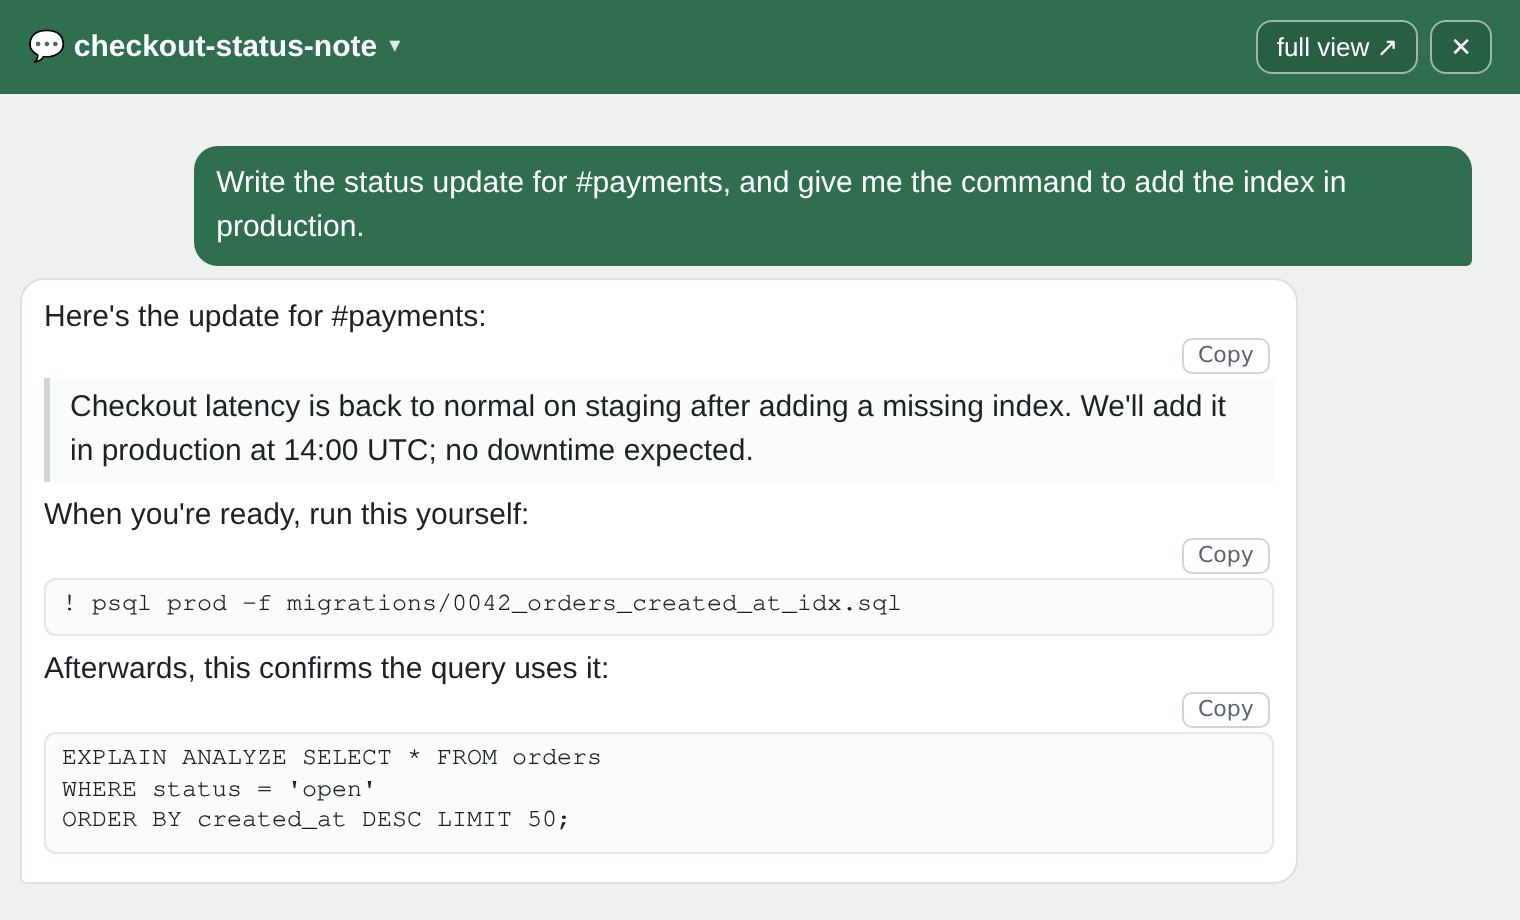 💬 checkout-status-note ▾
full view ↗
✕
Write the status update for #payments, and give me the command to add the index in
production.
Here's the update for #payments:
Copy
Checkout latency is back to normal on staging after adding a missing index. We'll add it
in production at 14:00 UTC; no downtime expected.
When you're ready, run this yourself:
Copy
! psql prod -f migrations/0042_orders_created_at_idx.sql
Afterwards, this confirms the query uses it:
Copy
EXPLAIN ANALYZE SELECT * FROM orders
WHERE status = 'open'
ORDER BY created_at DESC LIMIT 50;